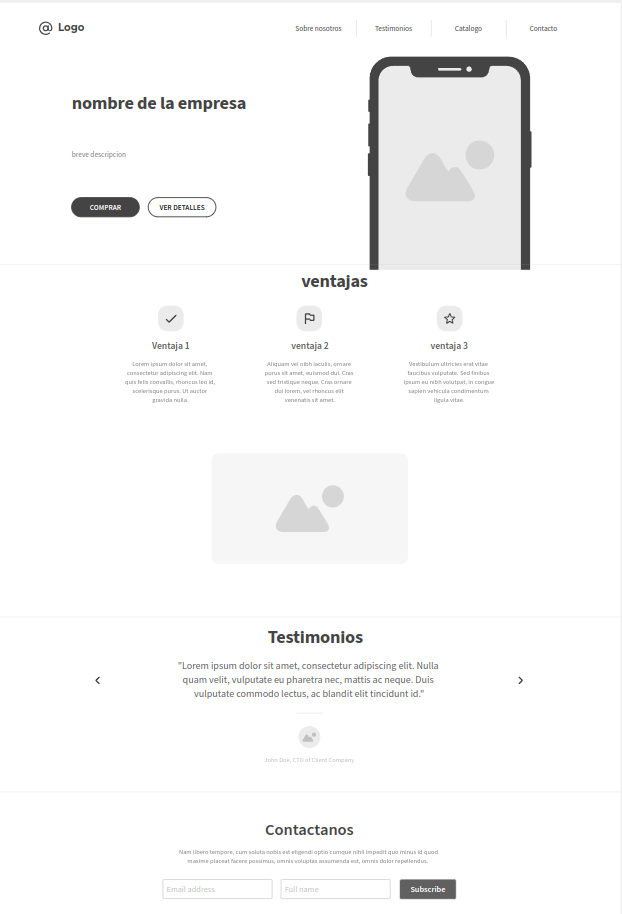 Logo
Sobre nosotros
Testimonios
Catalogo
Contacto
nombre de la empresa
breve descripcion
COMPRAR
VER DETALLES
ventajas
Ventaja 1
Lorem ipsum dolor sit amet,
consectetur adipiscing elit. Nam
quis felis convallis, rhoncus leo id,
scelerisque purus. Ut auctor
gravida nulla.
ventaja 2
Aliquam vel nibh iaculis, ornare
purus sit amet, euismod dui. Cras
sed tristique neque. Cras ornare
dui lorem, vel rhoncus elit
venenatis sit amet.
ventaja 3
Vestibulum ultricies erat vitae
faucibus vulputate. Sed finibus
ipsum eu nibh volutpat, in congue
sapien vehicula condimentum
ligula vitae.
Testimonios
"Lorem ipsum dolor sit amet, consectetur adipiscing elit. Nulla
quam velit, vulputate eu pharetra nec, mattis ac neque. Duis
vulputate commodo lectus, ac blandit elit tincidunt id."
John Doe, CTO of Client Company
Contactanos
Nam libero tempore, cum soluta nobis est eligendi optio cumque nihil impedit quo minus id quod
maxime placeat facere possimus, omnis voluptas assumenda est, omnis dolor repellendus.
Email address
Full name
Subscribe